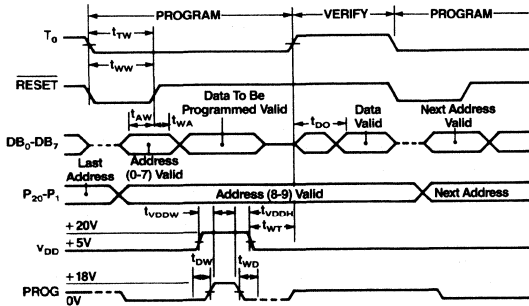 PROGRAM VERIFY PROGRAM
T₀ tTW
tWW
RESET
Data To Be
Programmed Valid
tAW tWA
tDO Data
Valid
Next Address
Valid
DB₀-DB₇
Last
Address
Address
(0-7) Valid
P₂₀-P₁ Address (8-9) Valid Next Address
tVDDW tVDDH
+20V tWT
VDD +5V
tDW tWD
+18V
PROG 0V